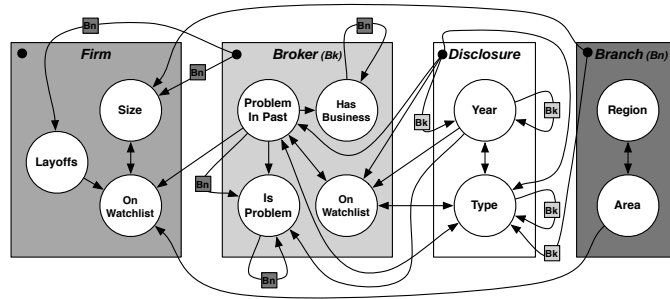 Bn
Bn
Firm
Broker (Bk)
Disclosure
Branch (Bn)
Bn
Size
Problem
In Past
Has
Business
Year
Bk
Bk
Region
Layoffs
Bn
On
Watchlist
Is
Problem
On
Watchlist
Type
Bk
Area
Bk
Bn